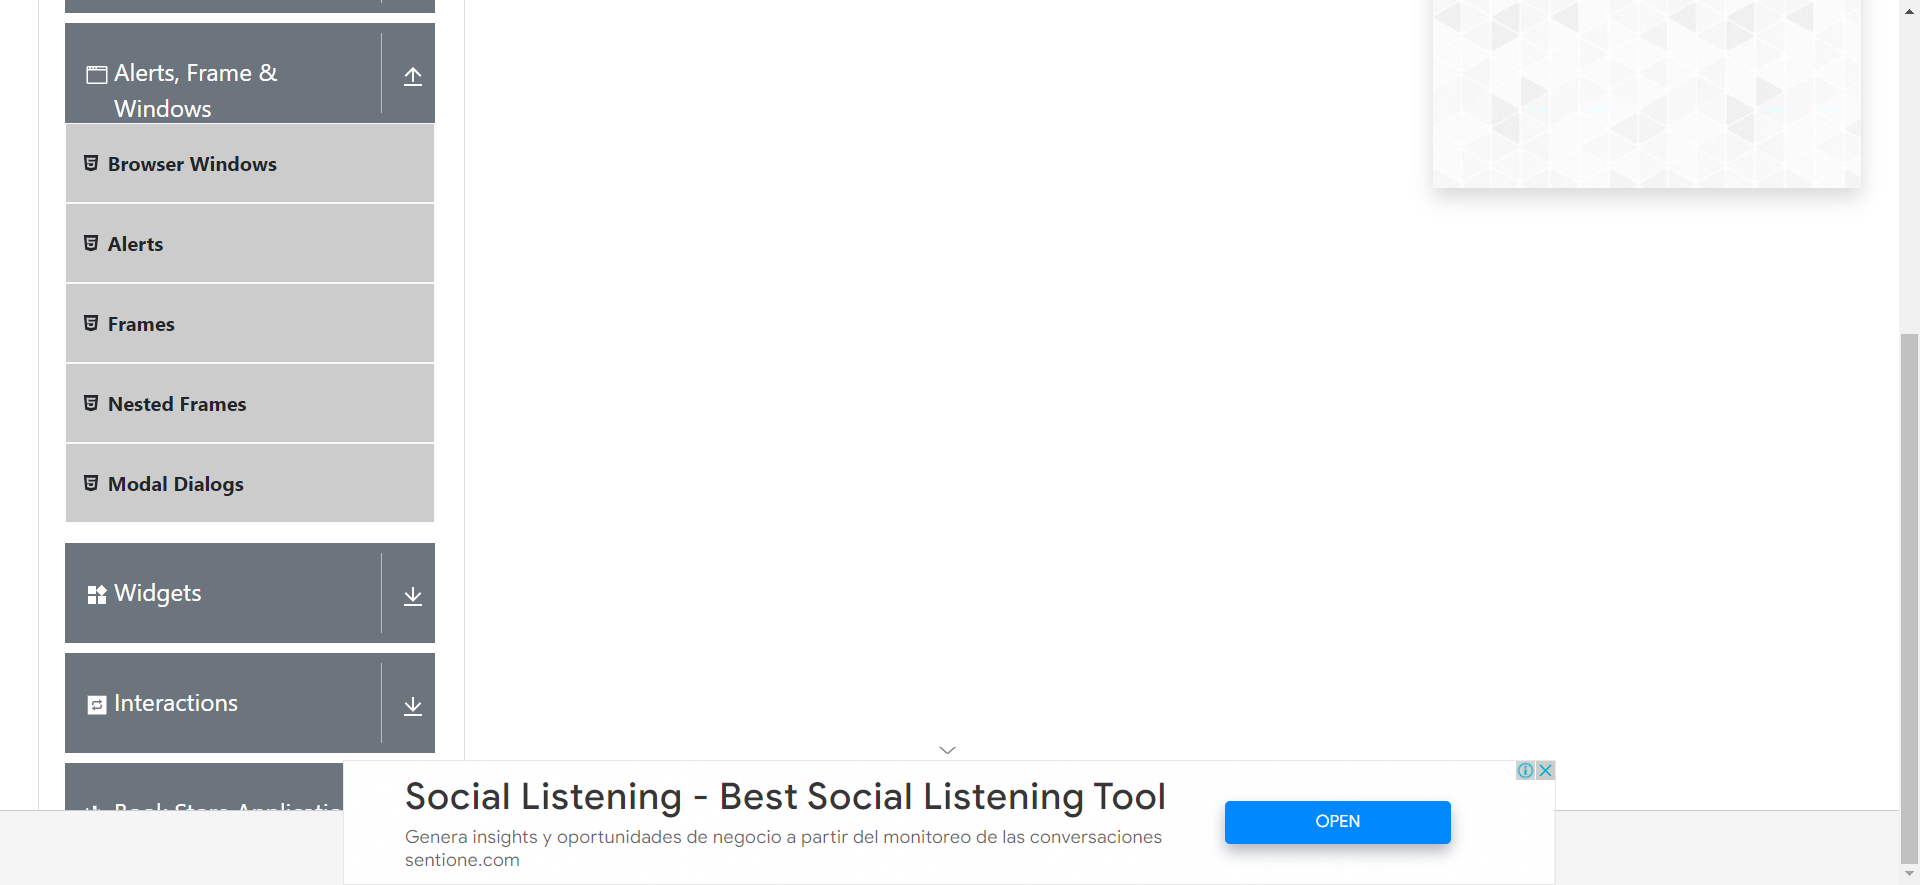 Alerts, Frame &
Windows
Browser Windows
Alerts
Frames
Nested Frames
Modal Dialogs
Widgets
Interactions
Social Listening - Best Social Listening Tool
Genera insights y oportunidades de negocio a partir del monitoreo de las conversaciones
sentione.com
OPEN